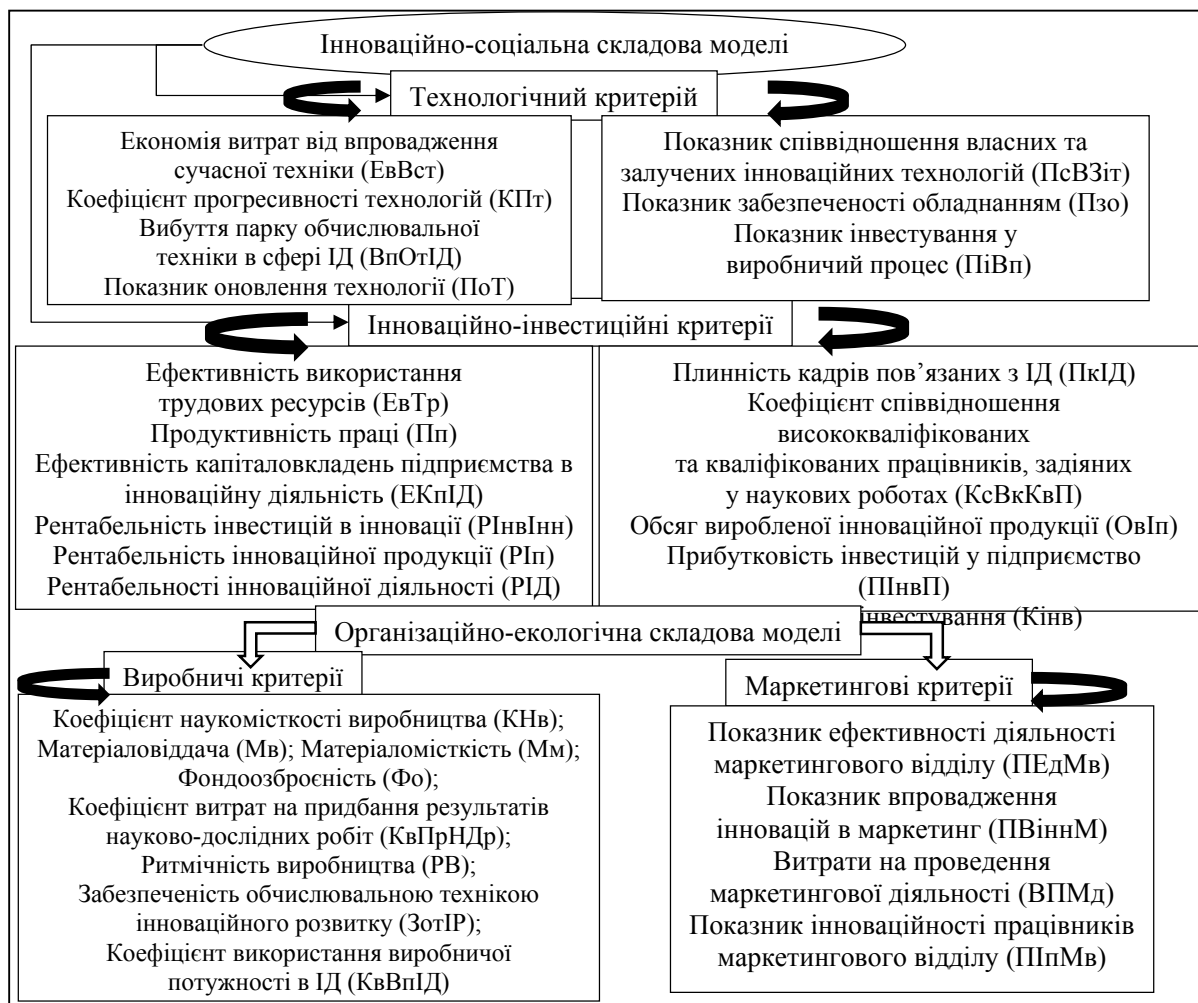 Інноваційно-соціальна складова моделі
Технологічний критерій
Економія витрат від впровадження
сучасної техніки (ЕвВст)
Коефіцієнт прогресивності технологій (КПт)
Вибуття парку обчислювальної
техніки в сфері ІД (ВпОтІД)
Показник оновлення технології (ПоТ)
Показник співвідношення власних та
залучених інноваційних технологій (ПсВЗіт)
Показник забезпеченості обладнанням (Пзо)
Показник інвестування у
виробничий процес (ПіВп)
Інноваційно-інвестиційні критерії
Ефективність використання
трудових ресурсів (ЕвТр)
Продуктивність праці (Пп)
Ефективність капіталовкладень підприємства в
інноваційну діяльність (ЕКпІД)
Рентабельність інвестицій в інновації (РІнвІнн)
Рентабельність інноваційної продукції (РІп)
Рентабельності інноваційної діяльності (РІД)
Плинність кадрів пов’язаних з ІД (ПкІД)
Коефіцієнт співвідношення
висококваліфікованих
та кваліфікованих працівників, задіяних
у наукових роботах (КсВкКвП)
Обсяг виробленої інноваційної продукції (ОвІп)
Прибутковість інвестицій у підприємство
(ПІнвП)
інвестування (Кінв)
Організаційно-екологічна складова моделі
Виробничі критерії
Коефіцієнт наукомісткості виробництва (КНв);
Матеріаловіддача (Мв); Матеріаломісткість (Мм);
Фондоозброєність (Фо);
Коефіцієнт витрат на придбання результатів
науково-дослідних робіт (КвПрНДр);
Ритмічність виробництва (РВ);
Забезпеченість обчислювальною технікою
інноваційного розвитку (ЗотІР);
Коефіцієнт використання виробничої
потужності в ІД (КвВпІД)
Маркетингові критерії
Показник ефективності діяльності
маркетингового відділу (ПЕдМв)
Показник впровадження
інновацій в маркетинг (ПВіннМ)
Витрати на проведення
маркетингової діяльності (ВПМд)
Показник інноваційності працівників
маркетингового відділу (ПІпМв)